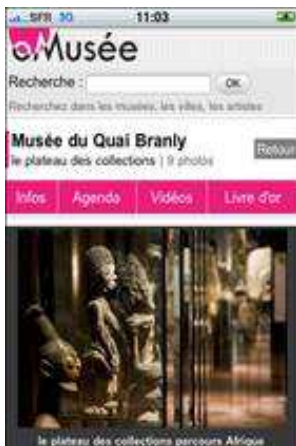 SFR 3G 11:03
Musée
Recherche : OK
Recherchez dans les musées, les villes, les artistes
Musée du Quai Branly
le plateau des collections | 9 photos
Retour
Infos Agenda Vidéos Livre d'or
le plateau des collections parcours Afrique